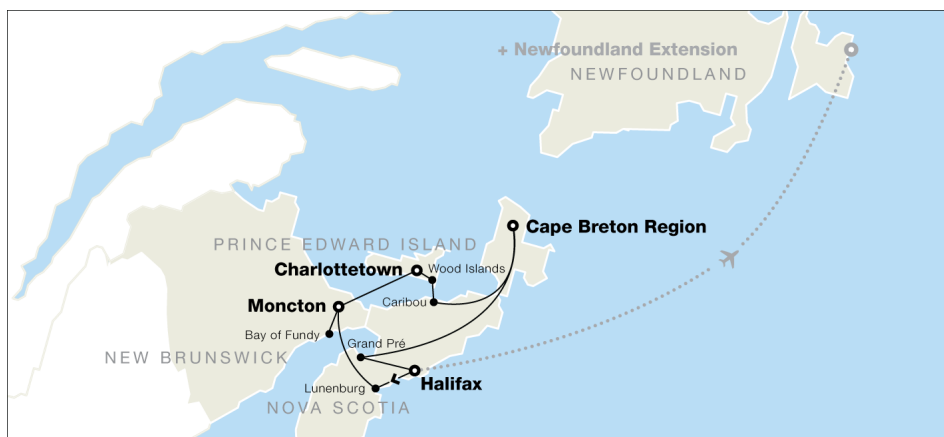 + Newfoundland Extension
NEWFOUNDLAND
Cape Breton Region
PRINCE EDWARD ISLAND
Charlottetown
Wood Islands
Moncton
Caribou
Bay of Fundy
Grand Pré
NEW BRUNSWICK
Halifax
Lunenburg
NOVA SCOTIA